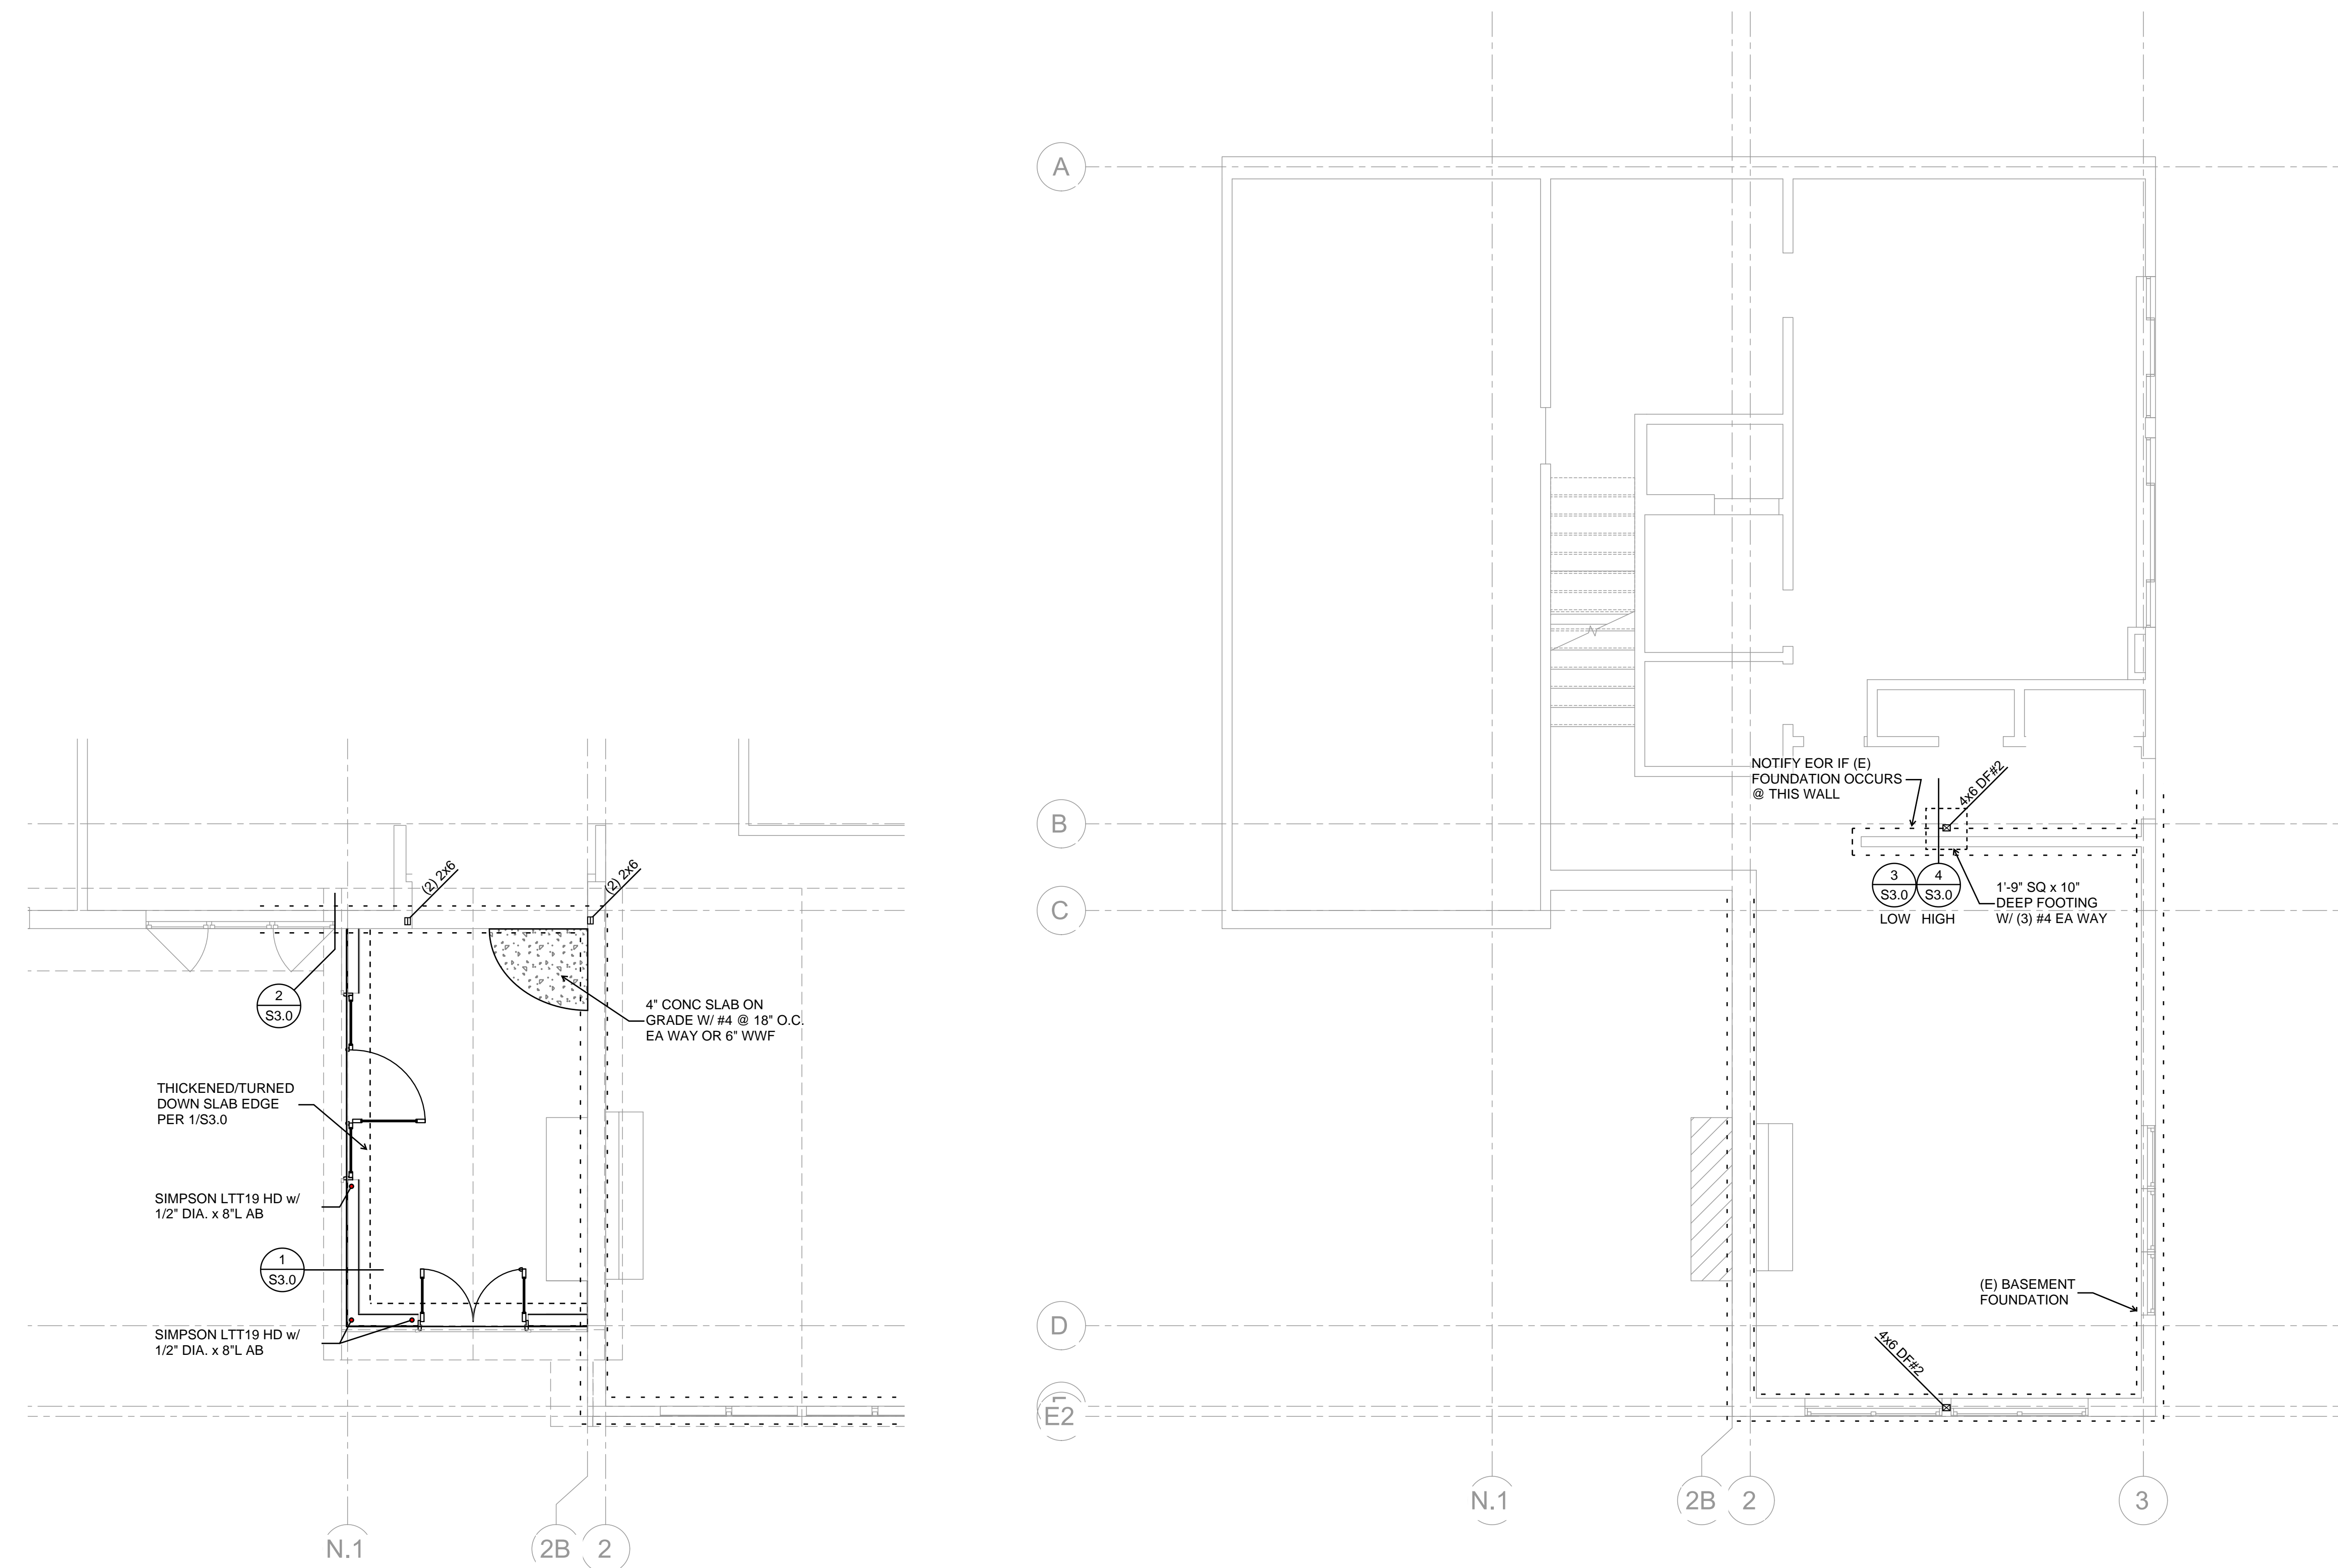 A
NOTIFY EOR IF (E)
FOUNDATION OCCURS
@ THIS WALL
4x6 DF#2
B
3
S3.0
LOW
4
S3.0
HIGH
1'-9" SQ x 10"
DEEP FOOTING
W/ (3) #4 EA WAY
C
(E) BASEMENT
FOUNDATION
D
4x6 DF#2
E2
N.1
2B
2
3
(2) 2x6
(2) 2x6
2
S3.0
4" CONC SLAB ON
GRADE W/ #4 @ 18" O.C.
EA WAY OR 6" WWF
THICKENED/TURNED
DOWN SLAB EDGE
PER 1/S3.0
SIMPSON LTT19 HD w/
1/2" DIA. x 8"L AB
1
S3.0
SIMPSON LTT19 HD w/
1/2" DIA. x 8"L AB
N.1
2B
2